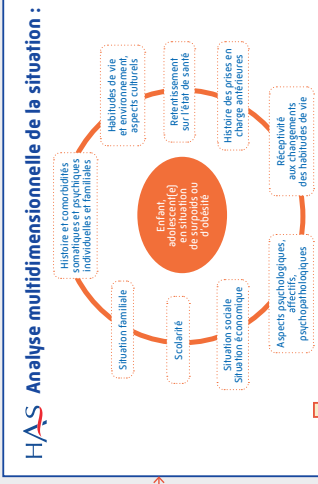 HAS Analyse multidimensionnelle de la situation :
Histoire et comorbidités
somatiques et psychiques
individuelles et familiales
Habitudes de vie
et environnement,
aspects culturels
Retentissement
sur l'état de santé
Histoire des prises en
charge antérieures
Réceptivité
aux changements
des habitudes de vie
Aspects psychologiques,
affectifs,
psychopathologiques
Situation sociale
Situation économique
Scolarité
Situation familiale
Enfant,
adolescent(e)
en situation
de surpoids ou
d'obésité